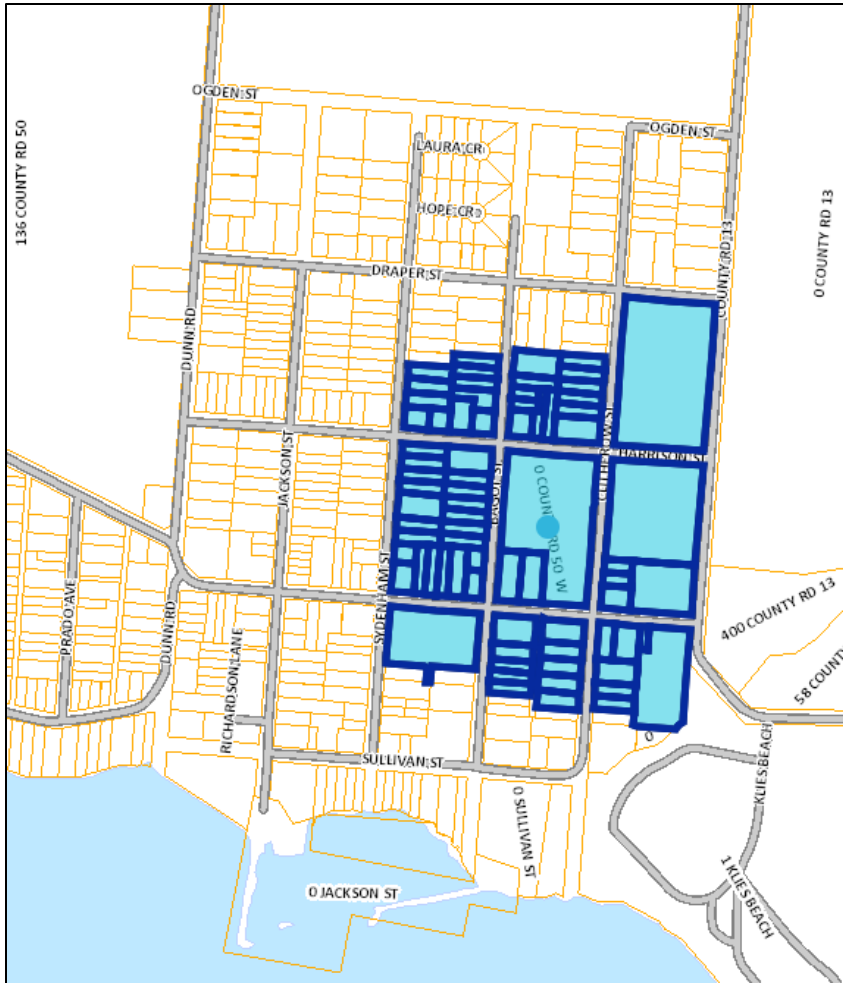 OGDEN ST
OGDEN ST
136 COUNTY RD 50
LAURA CR
HOPE CR
0 COUNTY RD 13
COUNTY RD 13
DRAPER ST
DUNN RD
CUTHEROW ST
HARRISON ST
JACKSON ST
BAGOT ST
0 COUNTY RD 50 W
SYDENHAM ST
PRADO AVE
DUNN RD
RICHARDSON LANE
400 COUNTY RD 13
58 COUNTY
0
SULLIVAN ST
KLIES BEACH
0 SULLIVAN ST
0 JACKSON ST
1 KLIES BEACH